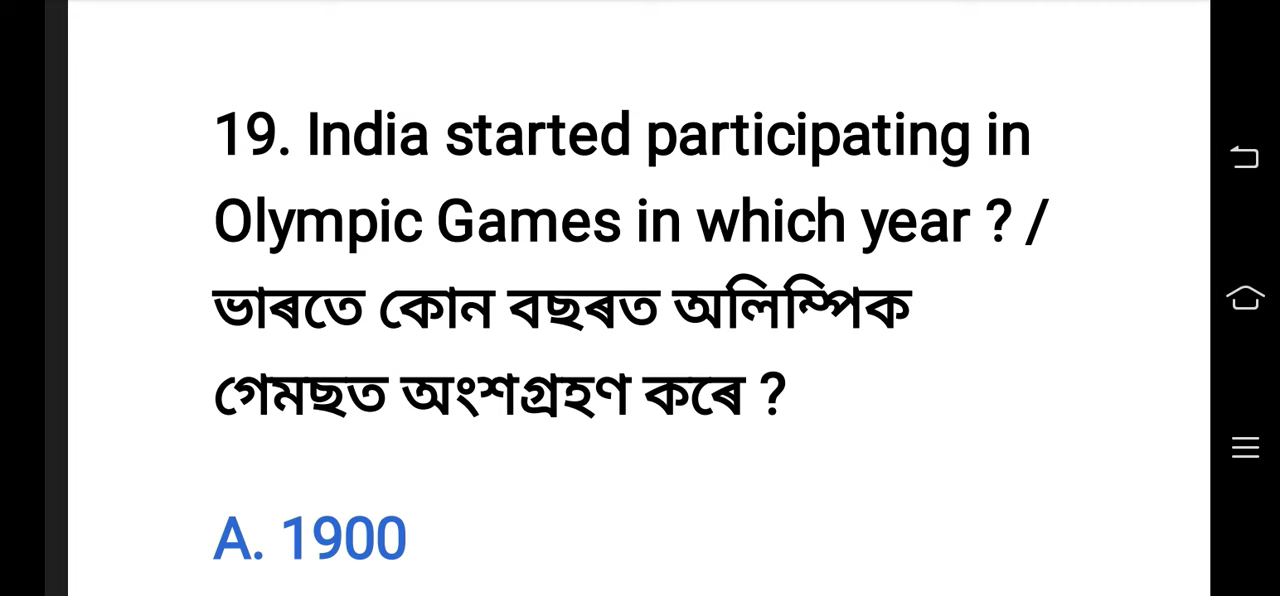 19. India started participating in
Olympic Games in which year ? /
ভাৰতে কোন বছৰত অলিম্পিক
গেমছত অংশগ্ৰহণ কৰে ?
A. 1900